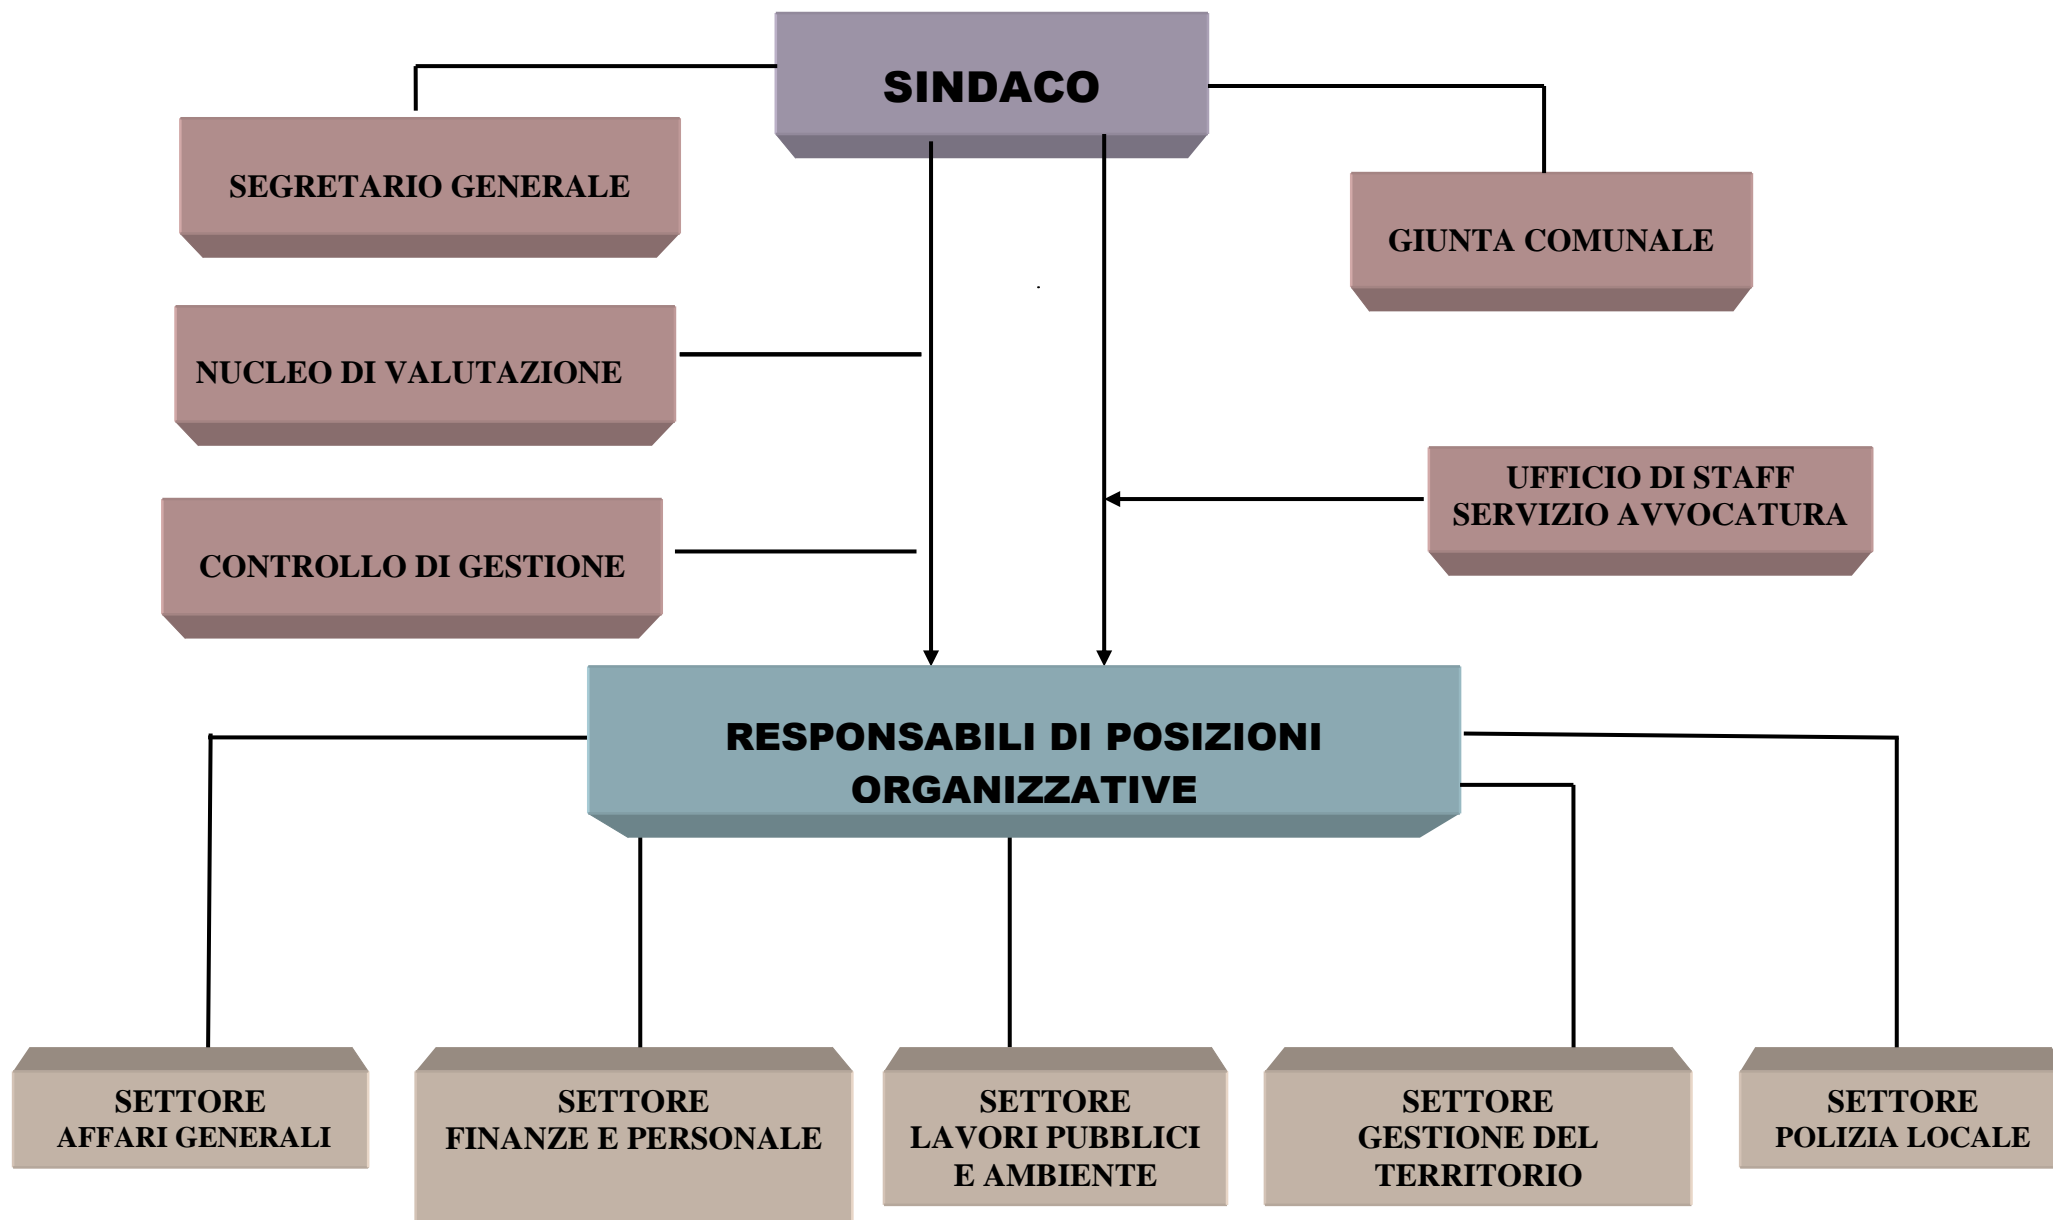 SINDACO
SEGRETARIO GENERALE
GIUNTA COMUNALE
.
NUCLEO DI VALUTAZIONE
UFFICIO DI STAFF
SERVIZIO AVVOCATURA
CONTROLLO DI GESTIONE
RESPONSABILI DI POSIZIONI
ORGANIZZATIVE
SETTORE
AFFARI GENERALI
SETTORE
FINANZE E PERSONALE
SETTORE
LAVORI PUBBLICI
E AMBIENTE
SETTORE
GESTIONE DEL
TERRITORIO
SETTORE
POLIZIA LOCALE